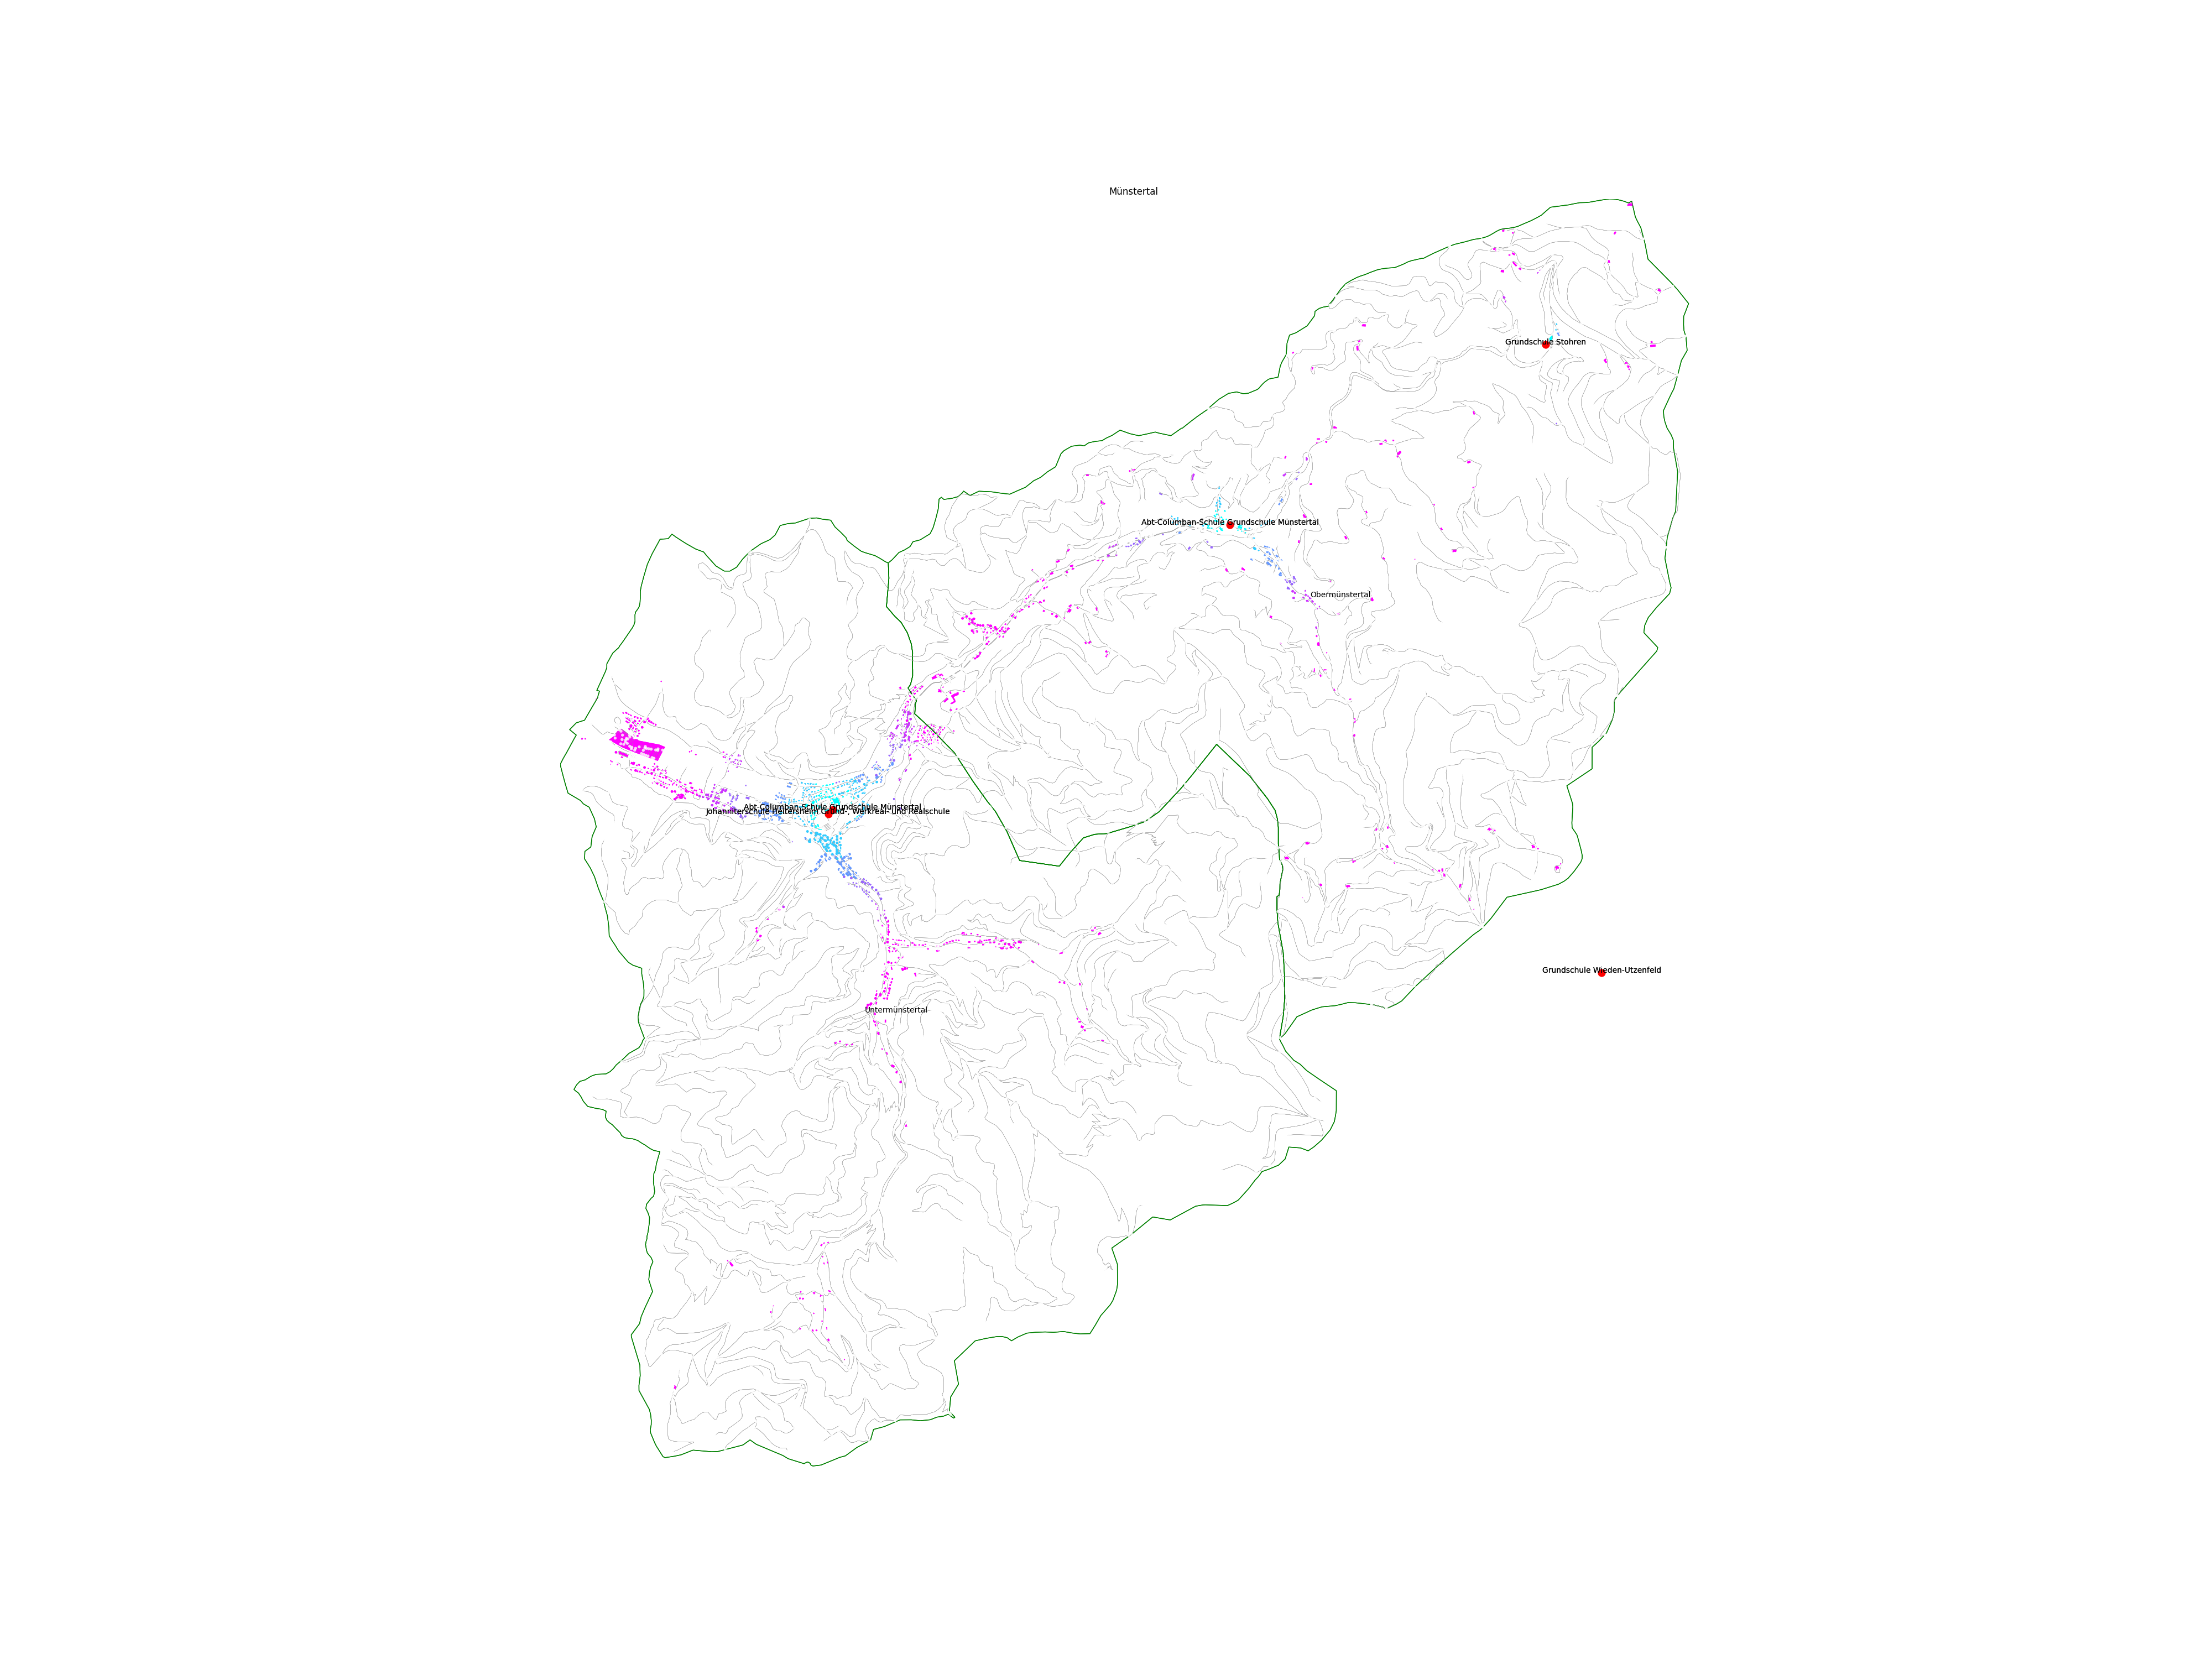 Münstertal
Grundschule Stohren
Abt-Columban-Schule Grundschule Münstertal
Obermünstertal
Abt-Columban-Schule Grundschule Münstertal
Johanniterschule Heitersheim Grund-, Werkreal- und Realschule
Grundschule Wieden-Utzenfeld
Untermünstertal